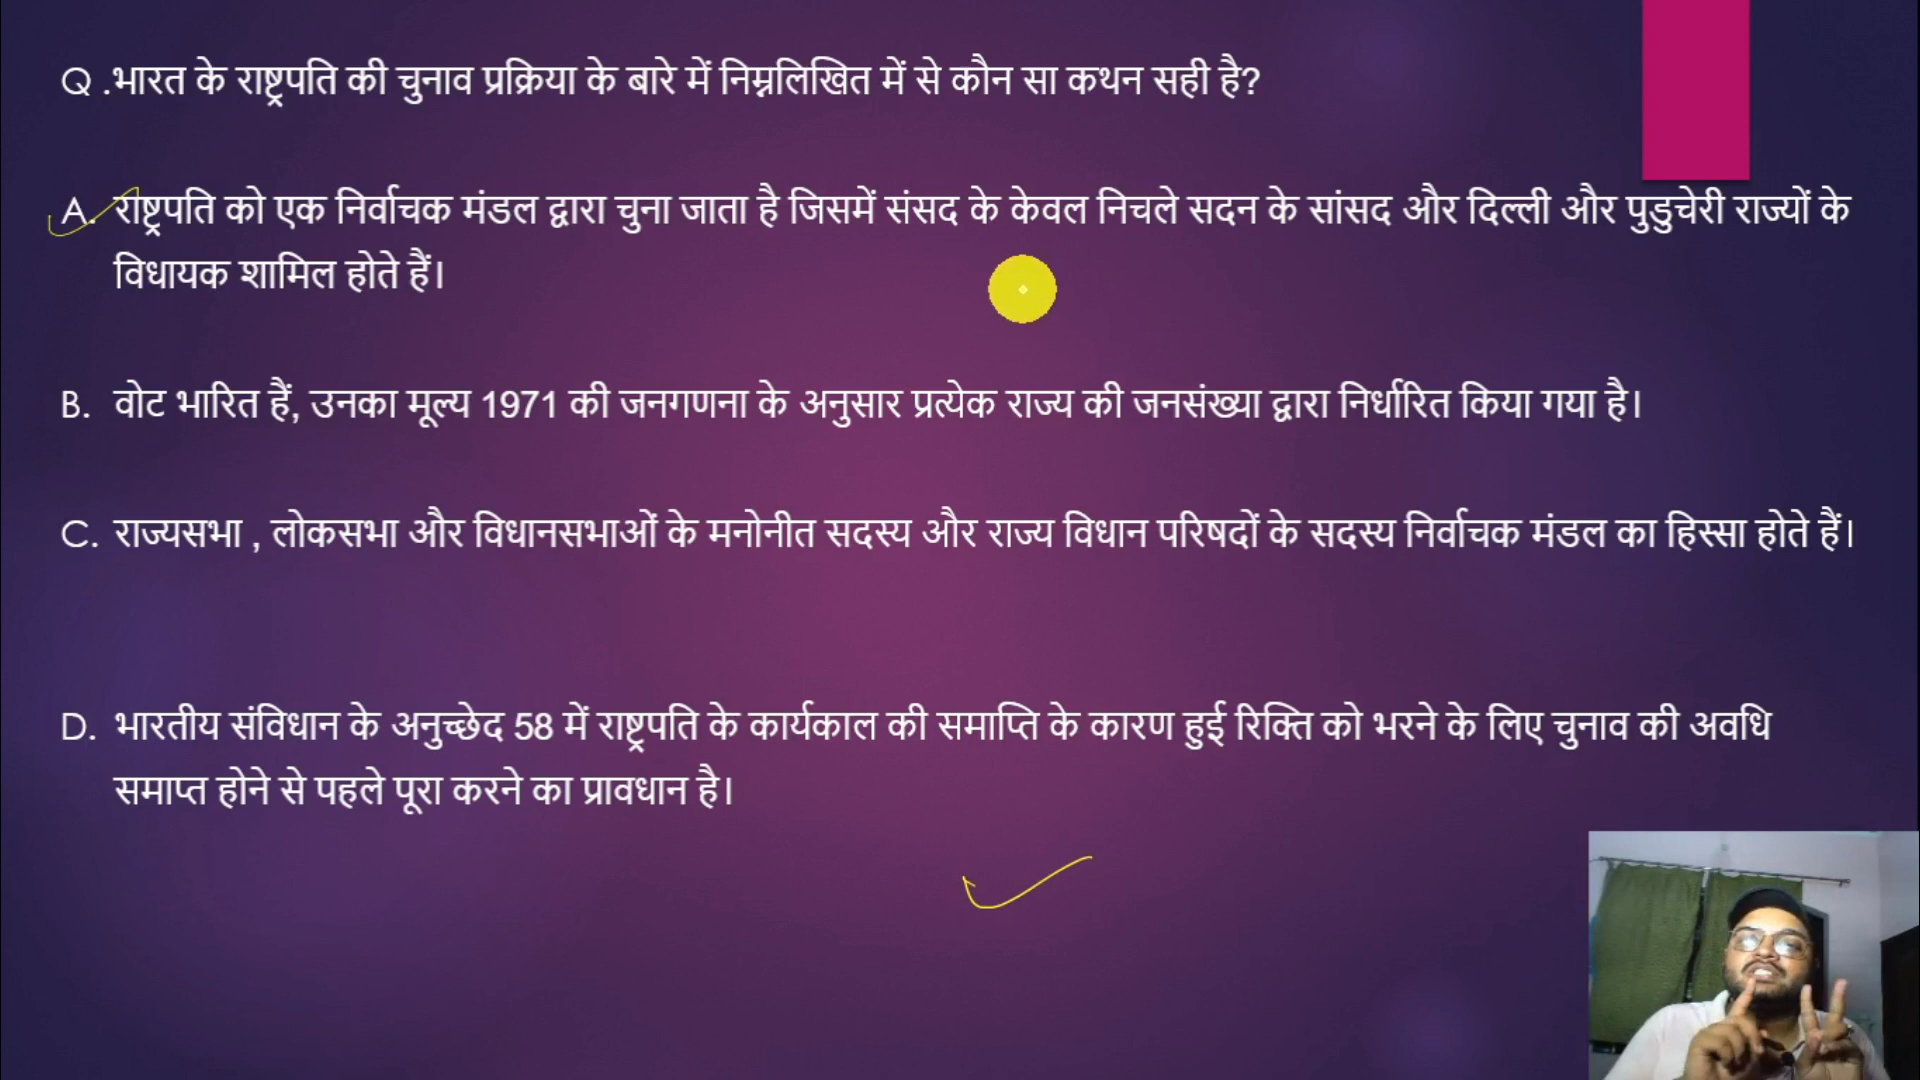 Q .भारत के राष्ट्रपति की चुनाव प्रक्रिया के बारे में निम्नलिखित में से कौन सा कथन सही है?
A. राष्ट्रपति को एक निर्वाचक मंडल द्वारा चुना जाता है जिसमें संसद के केवल निचले सदन के सांसद और दिल्ली और पुडुचेरी राज्यों के
विधायक शामिल होते हैं।
B. वोट भारित हैं, उनका मूल्य 1971 की जनगणना के अनुसार प्रत्येक राज्य की जनसंख्या द्वारा निर्धारित किया गया है।
C. राज्यसभा , लोकसभा और विधानसभाओं के मनोनीत सदस्य और राज्य विधान परिषदों के सदस्य निर्वाचक मंडल का हिस्सा होते हैं।
D. भारतीय संविधान के अनुच्छेद 58 में राष्ट्रपति के कार्यकाल की समाप्ति के कारण हुई रिक्ति को भरने के लिए चुनाव की अवधि
समाप्त होने से पहले पूरा करने का प्रावधान है।